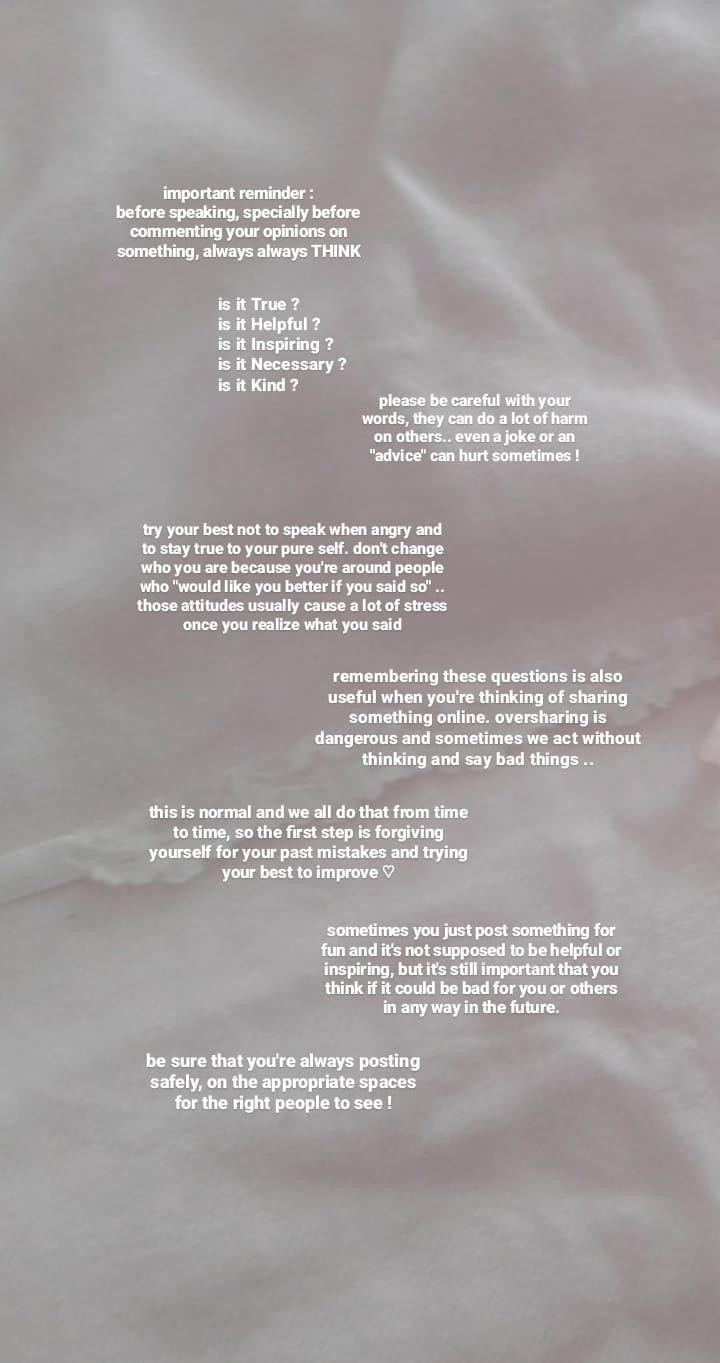 important reminder :
before speaking, specially before
commenting your opinions on
something, always always THINK
is it True ?
is it Helpful ?
is it Inspiring ?
is it Necessary ?
is it Kind ?
please be careful with your
words, they can do a lot of harm
on others.. even a joke or an
"advice" can hurt sometimes !
try your best not to speak when angry and
to stay true to your pure self. don't change
who you are because you're around people
who "would like you better if you said so" ..
those attitudes usually cause a lot of stress
once you realize what you said
remembering these questions is also
useful when you're thinking of sharing
something online. oversharing is
dangerous and sometimes we act without
thinking and say bad things ..
this is normal and we all do that from time
to time, so the first step is forgiving
yourself for your past mistakes and trying
your best to improve ♡
sometimes you just post something for
fun and it's not supposed to be helpful or
inspiring, but it's still important that you
think if it could be bad for you or others
in any way in the future.
be sure that you're always posting
safely, on the appropriate spaces
for the right people to see !